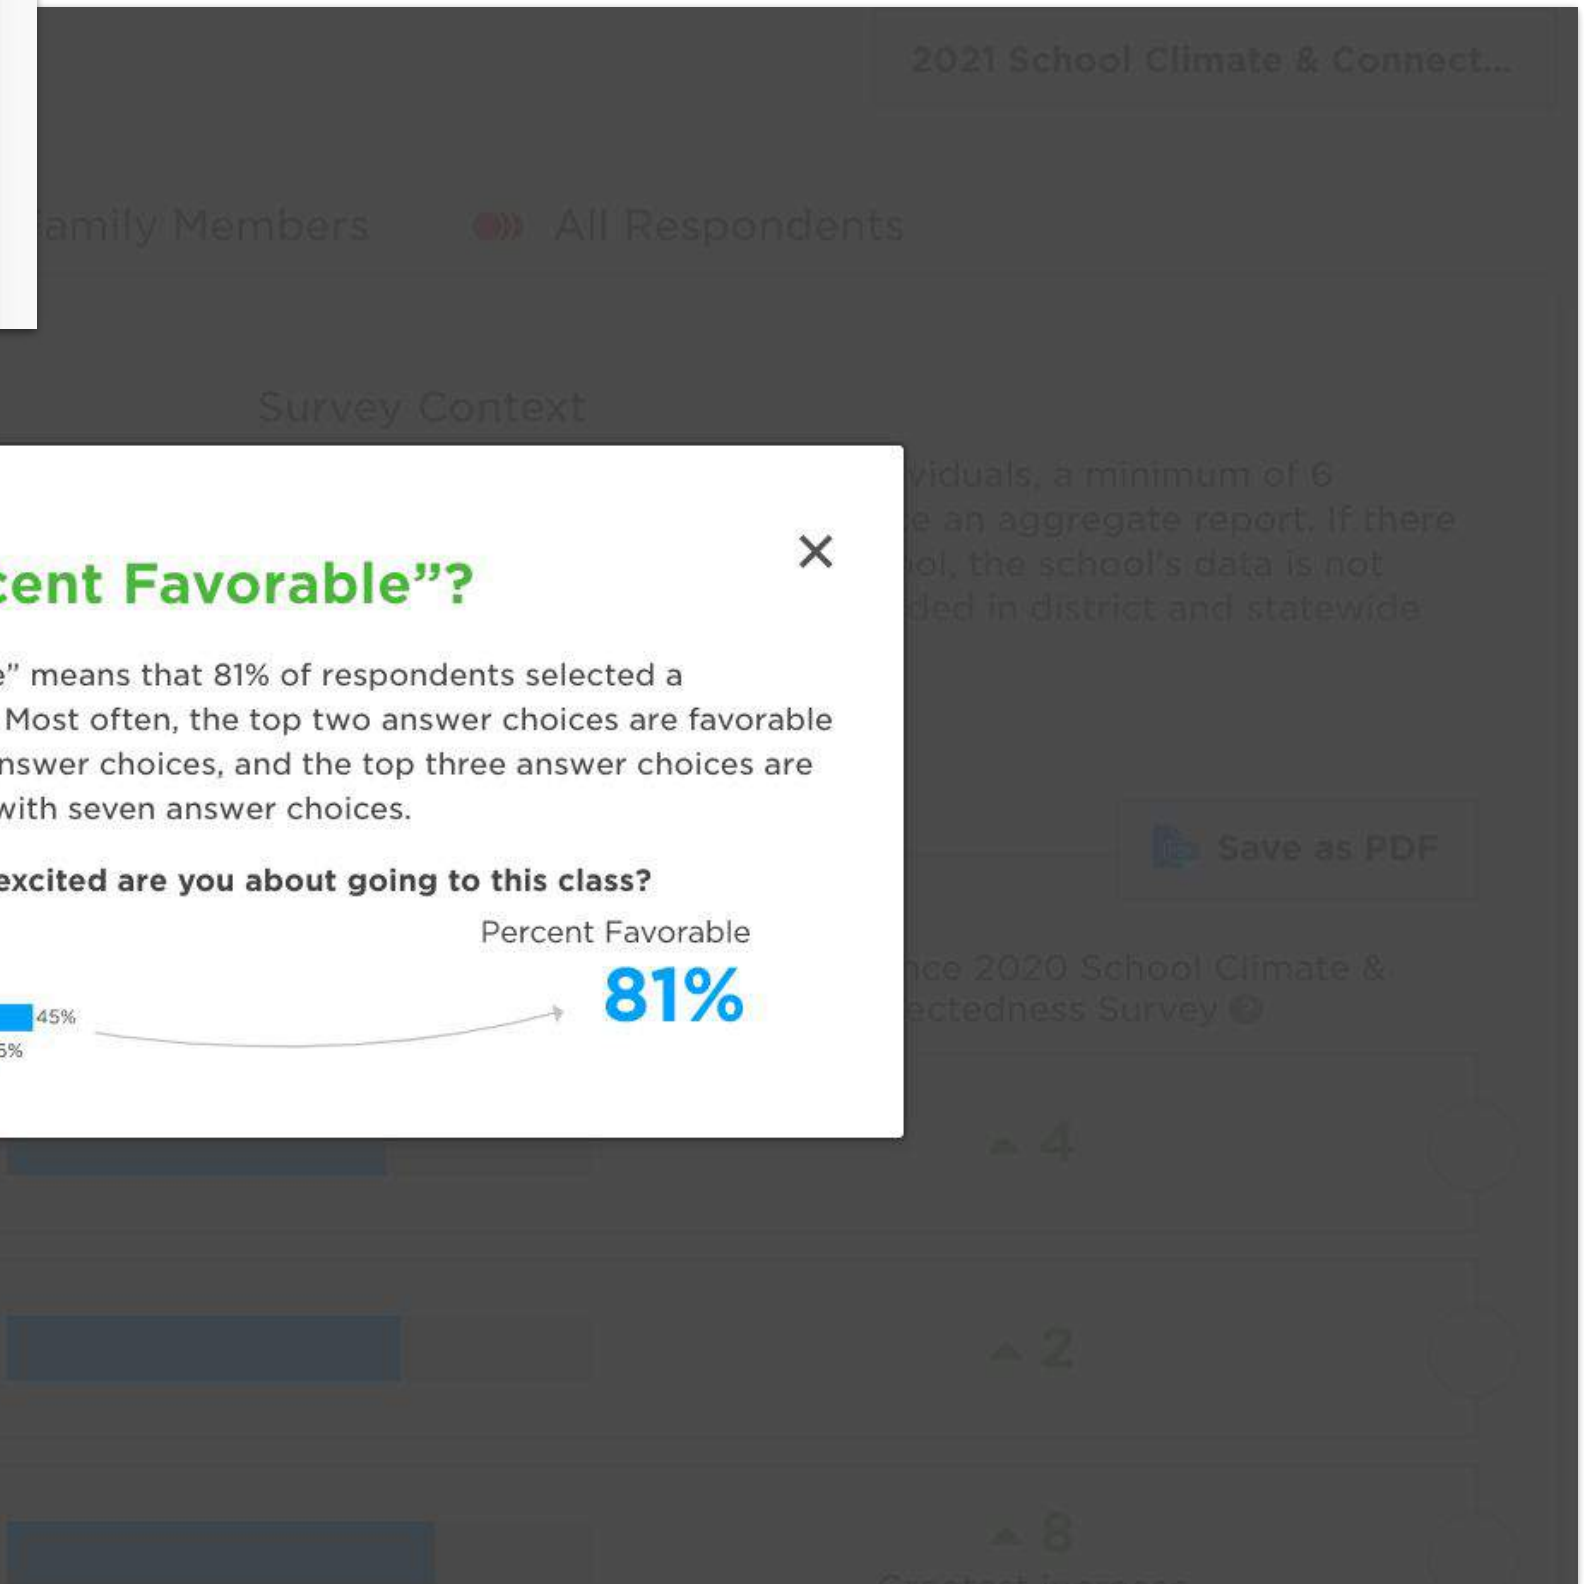 2021 School Climate & Connect...
amily Members
All Respondents
Survey Context
viduals, a minimum of 6
e an aggregate report. If there
ol, the school's data is not
ded in district and statewide
cent Favorable”?
e” means that 81% of respondents selected a
Most often, the top two answer choices are favorable
nswer choices, and the top three answer choices are
with seven answer choices.
excited are you about going to this class?
Percent Favorable
81%
45%
5%
Save as PDF
nce 2020 School Climate &
ectedness Survey
4
2
8